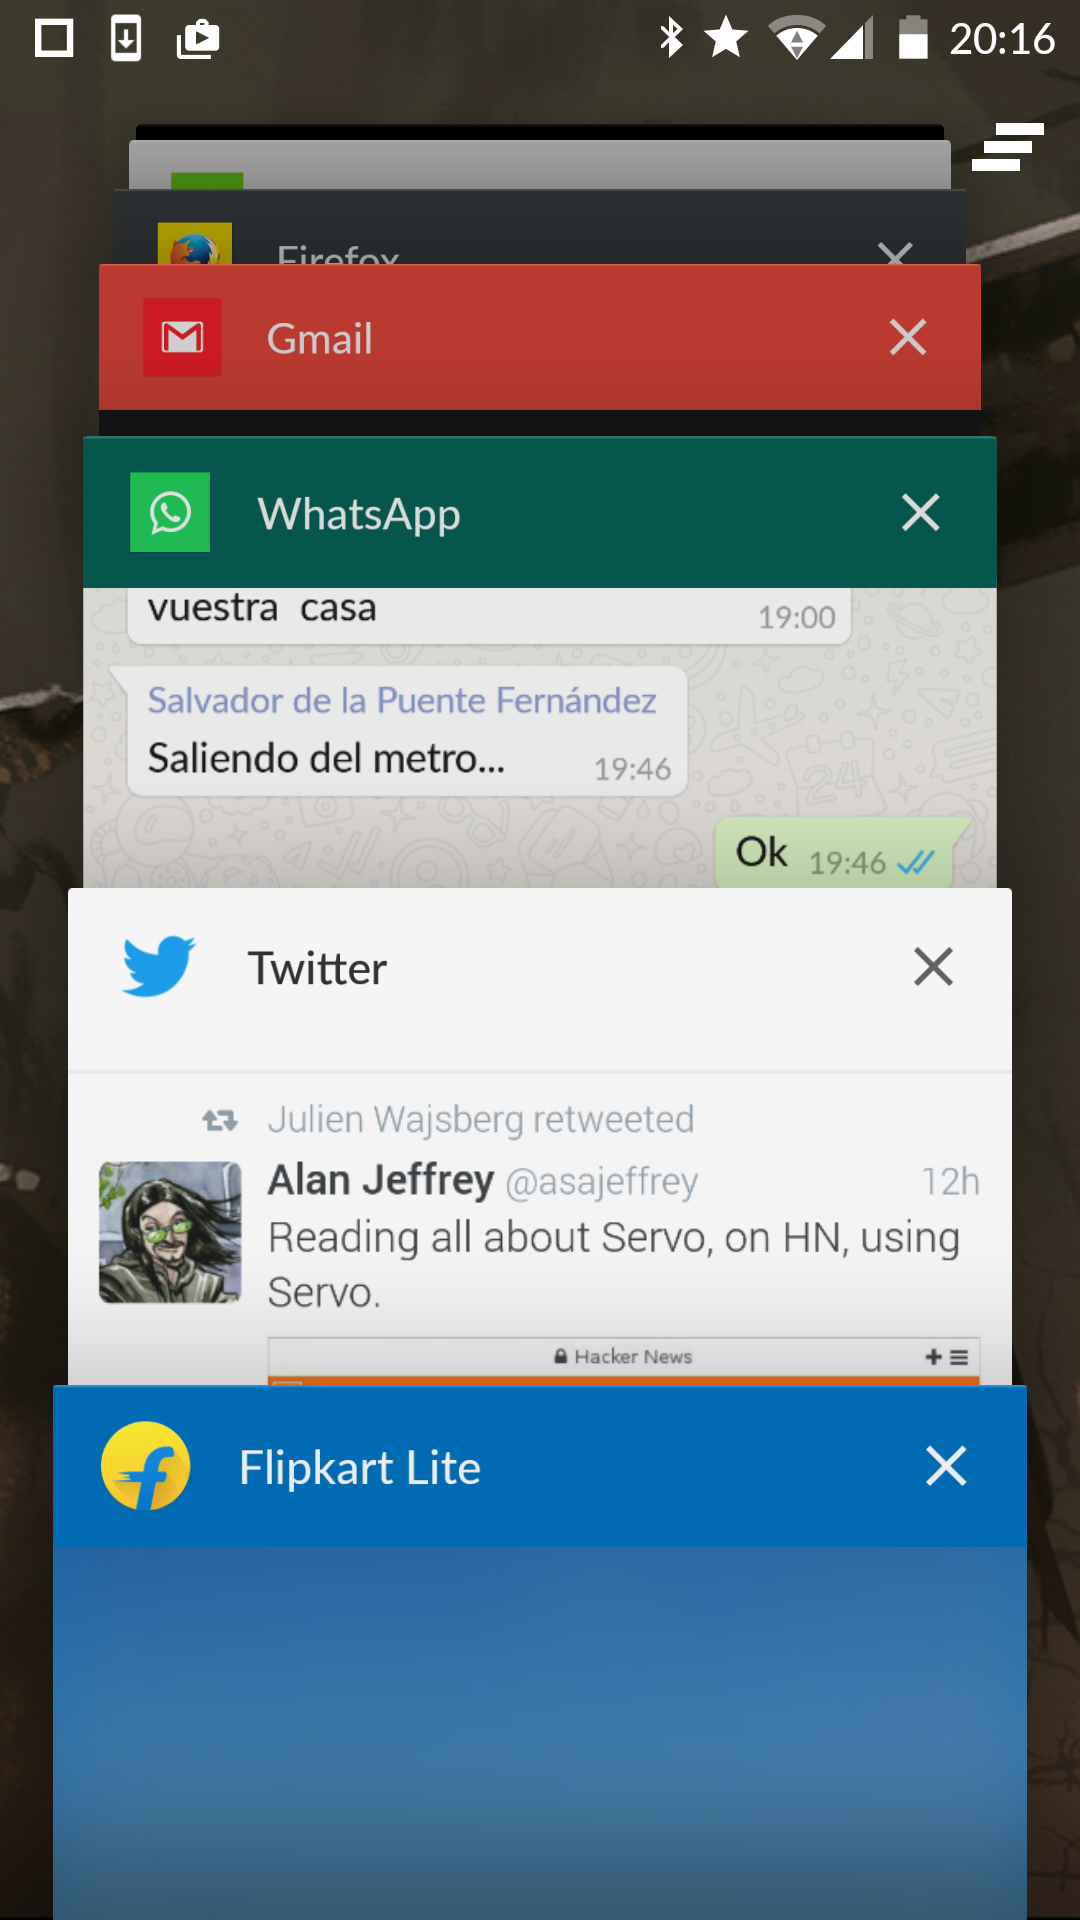 20:16
Firefox
Gmail
WhatsApp
vuestra casa
19:00
Salvador de la Puente Fernández
Saliendo del metro...
19:46
Ok 19:46
Twitter
Julien Wajsberg retweeted
Alan Jeffrey @asajeffrey 12h
Reading all about Servo, on HN, using
Servo.
Hacker News
Flipkart Lite